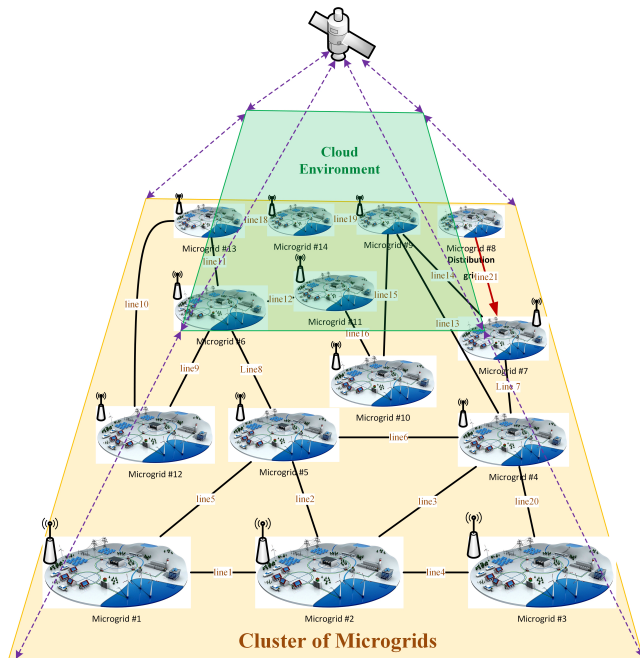 Cloud
Environment
line18
line19
Microgrid #13
Microgrid #14
Microgrid #9
Microgrid #8
Distribution
grid
line11
line14
line21
line10
line12
line15
Microgrid #11
line13
line16
Microgrid #6
Microgrid #7
line9
Line8
Line 7
Microgrid #10
line6
Microgrid #12
Microgrid #5
Microgrid #4
line5
line2
line3
line20
line1
line4
Microgrid #1
Microgrid #2
Microgrid #3
Cluster of Microgrids